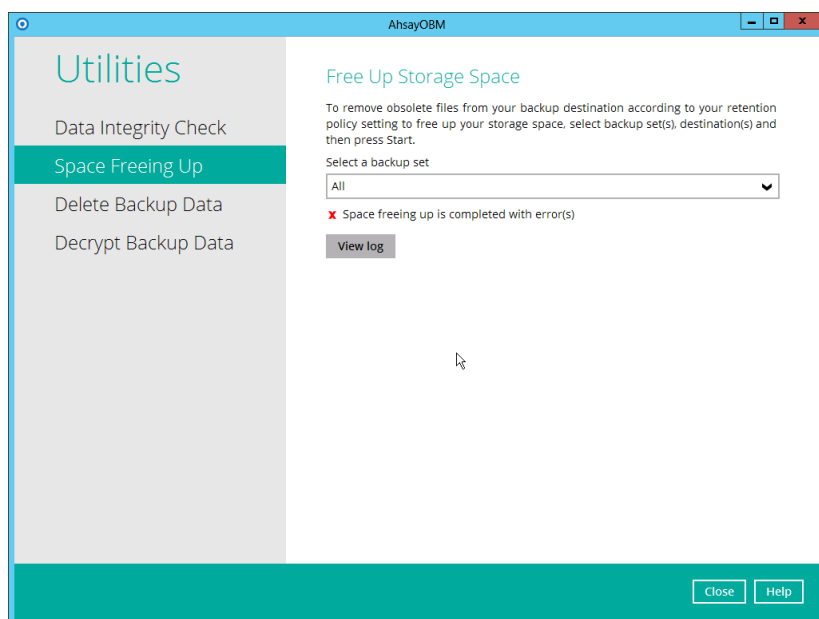 AhsayOBM
Utilities
Data Integrity Check
Space Freeing Up
Delete Backup Data
Decrypt Backup Data
Free Up Storage Space
To remove obsolete files from your backup destination according to your retention
policy setting to free up your storage space, select backup set(s), destination(s) and
then press Start.
Select a backup set
All
x Space freeing up is completed with error(s)
View log
Close
Help